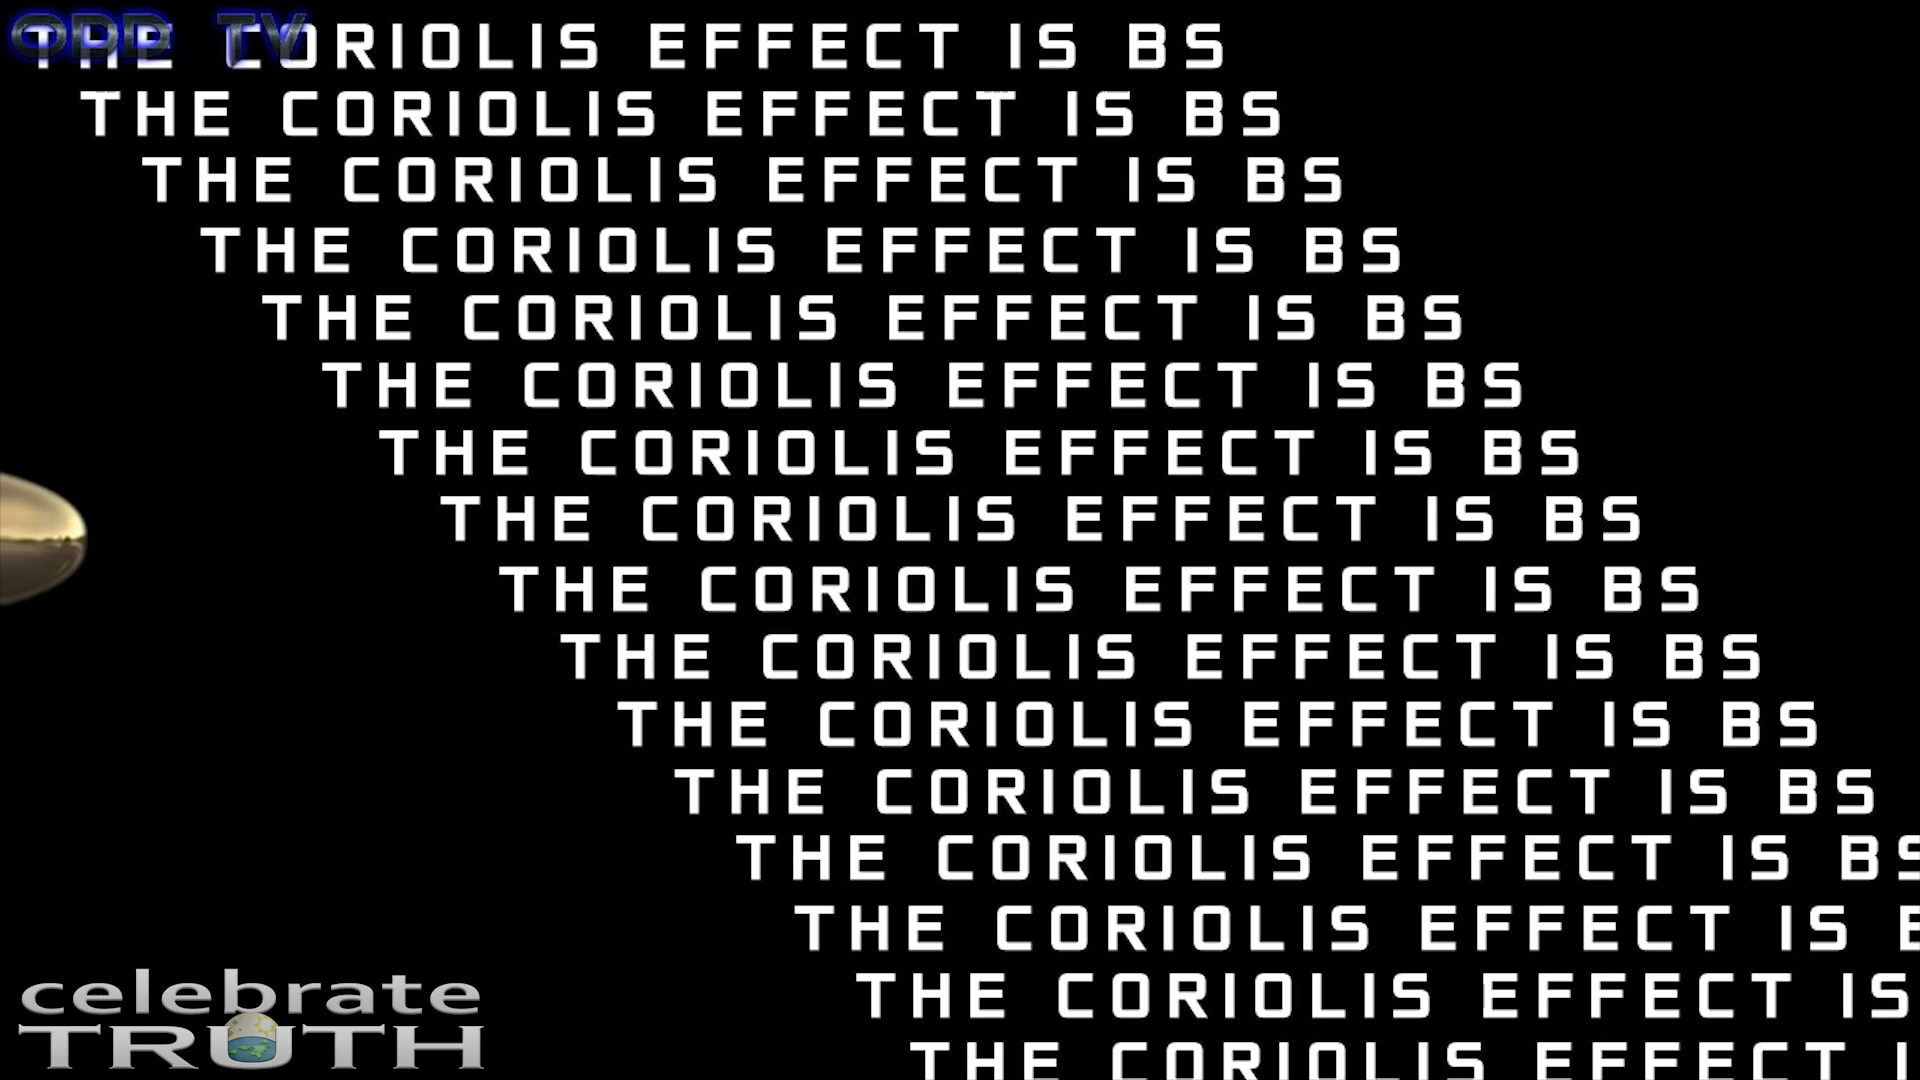 ODD TV
THE CORIOLIS EFFECT IS BS
THE CORIOLIS EFFECT IS BS
THE CORIOLIS EFFECT IS BS
THE CORIOLIS EFFECT IS BS
THE CORIOLIS EFFECT IS BS
THE CORIOLIS EFFECT IS BS
THE CORIOLIS EFFECT IS BS
THE CORIOLIS EFFECT IS BS
THE CORIOLIS EFFECT IS BS
THE CORIOLIS EFFECT IS BS
THE CORIOLIS EFFECT IS BS
THE CORIOLIS EFFECT IS BS
THE CORIOLIS EFFECT IS BS
THE CORIOLIS EFFECT IS B
THE CORIOLIS EFFECT IS
THE CORIOLIS EFFECT I
celebrate
TRUTH